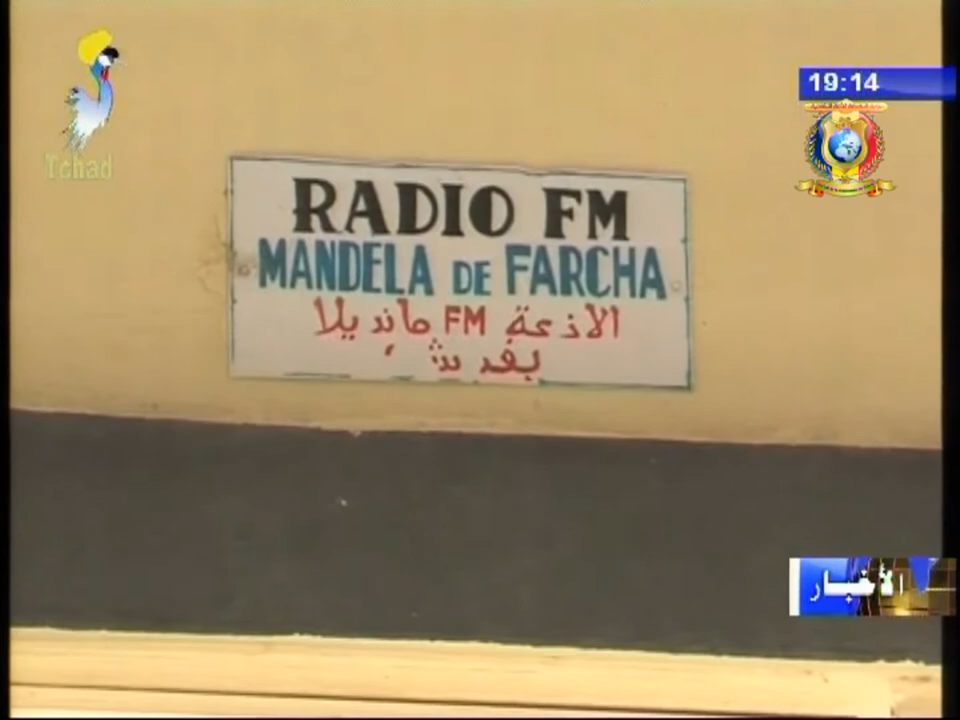 Tchad
19:14
RADIO FM
MANDELA DE FARCHA
الاذعة FM مانديلا
بفرشا
الأخبار